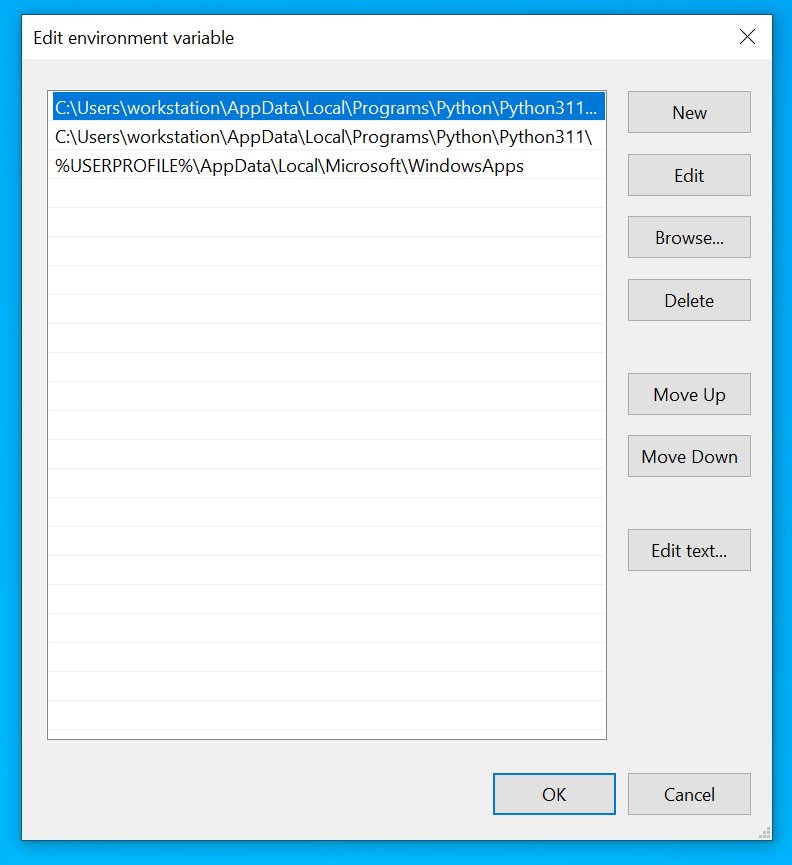 Edit environment variable
C:\Users\workstation\AppData\Local\Programs\Python\Python311...
C:\Users\workstation\AppData\Local\Programs\Python\Python311\
%USERPROFILE%\AppData\Local\Microsoft\WindowsApps
New
Edit
Browse...
Delete
Move Up
Move Down
Edit text...
OK
Cancel